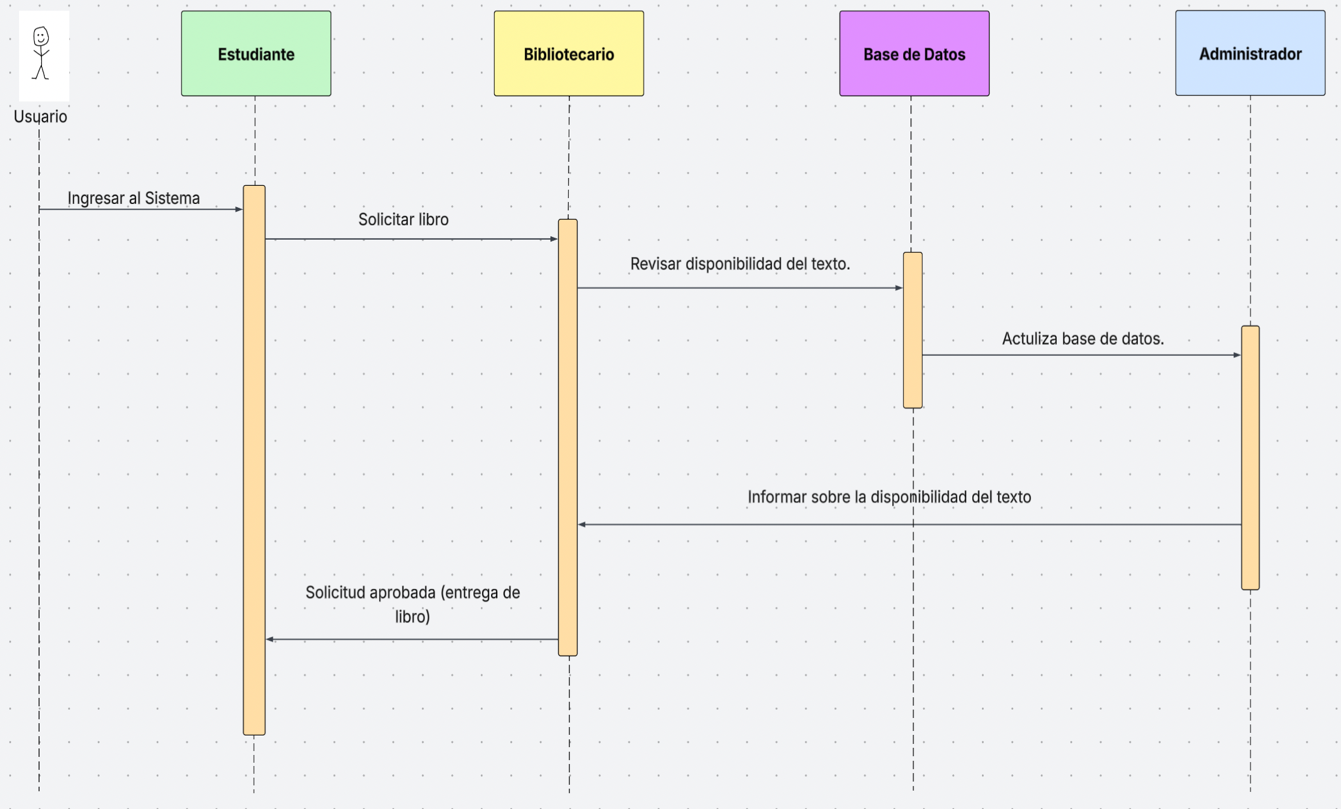 Estudiante
Bibliotecario
Base de Datos
Administrador
Usuario
Ingresar al Sistema
Solicitar libro
Revisar disponibilidad del texto.
Actuliza base de datos.
Informar sobre la disponibilidad del texto
Solicitud aprobada (entrega de
libro)